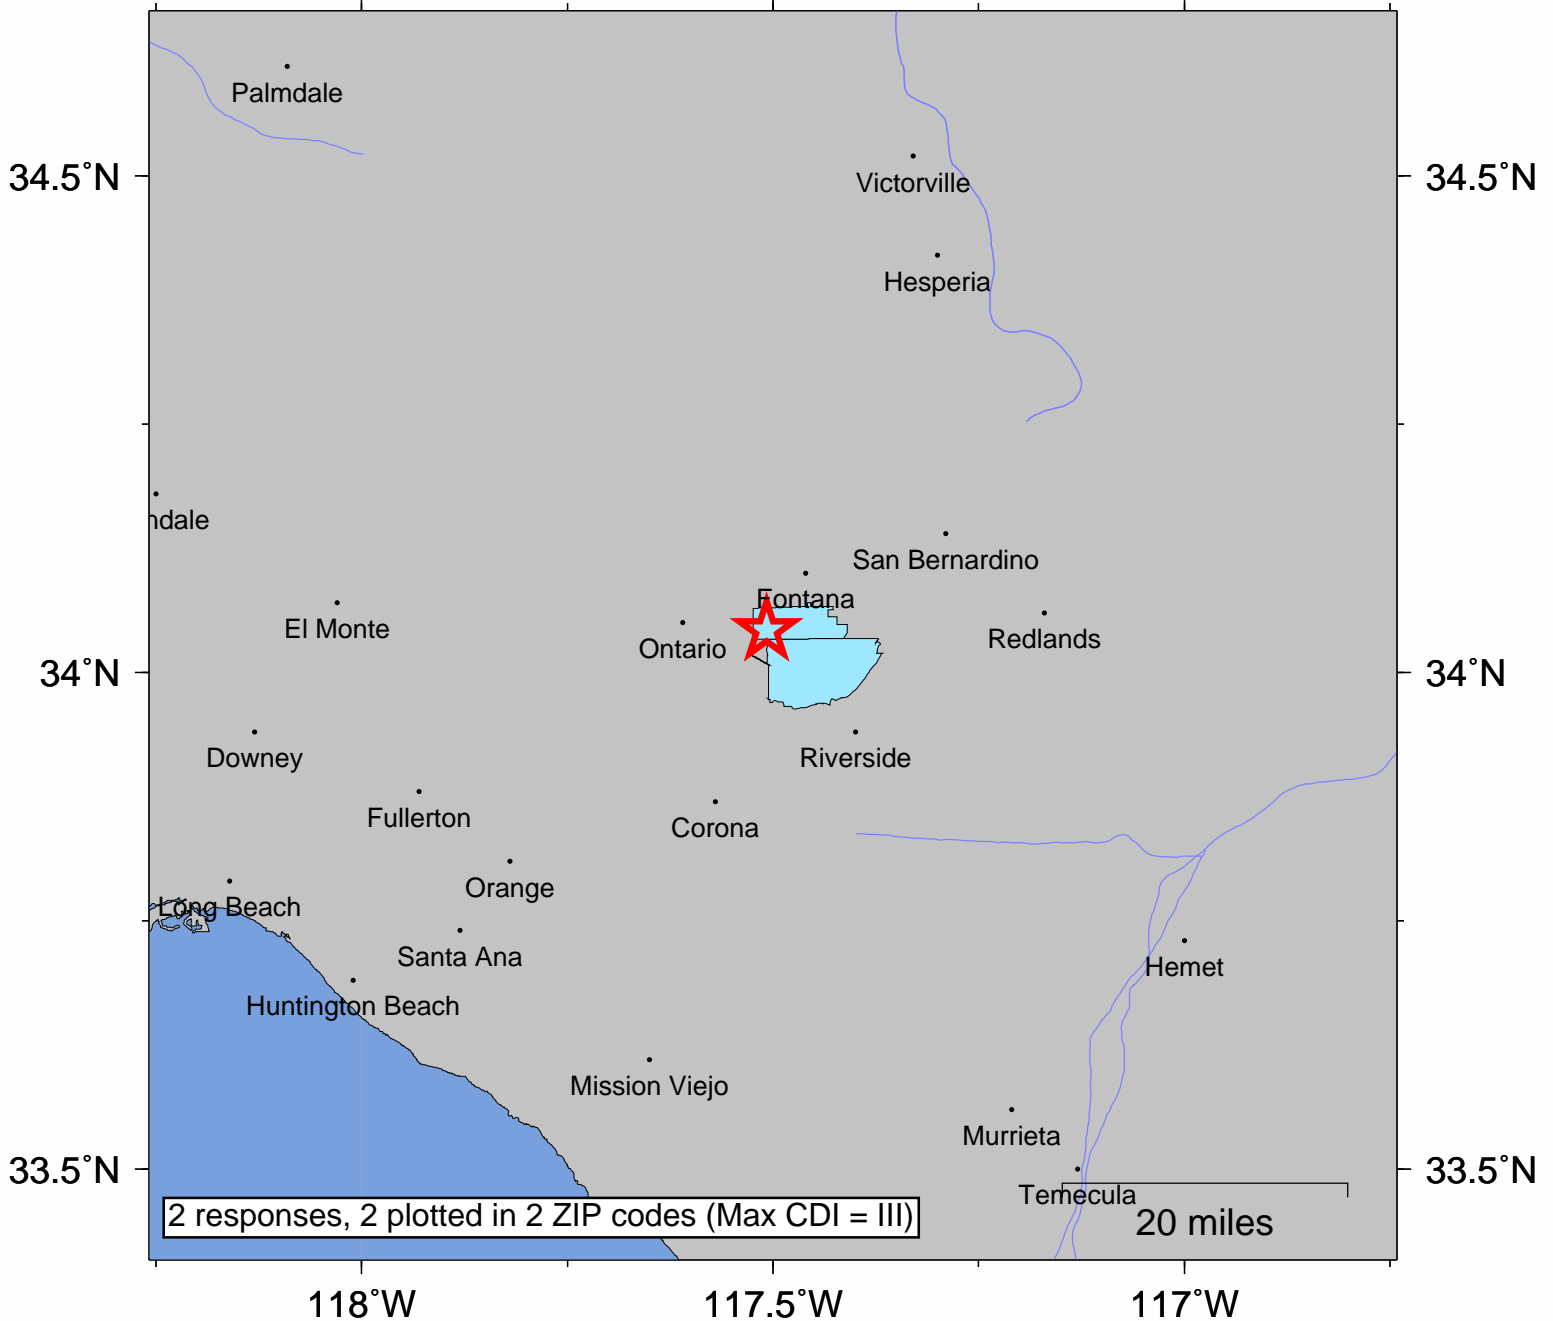 Palmdale
34.5°N
34.5°N
Victorville
Hesperia
ndale
San Bernardino
Fontana
El Monte
Ontario
Redlands
34°N
34°N
Downey
Riverside
Fullerton
Corona
Orange
Long Beach
Santa Ana
Hemet
Huntington Beach
Mission Viejo
Murrieta
33.5°N
33.5°N
Temecula
2 responses, 2 plotted in 2 ZIP codes (Max CDI = III)
20 miles
118°W
117.5°W
117°W